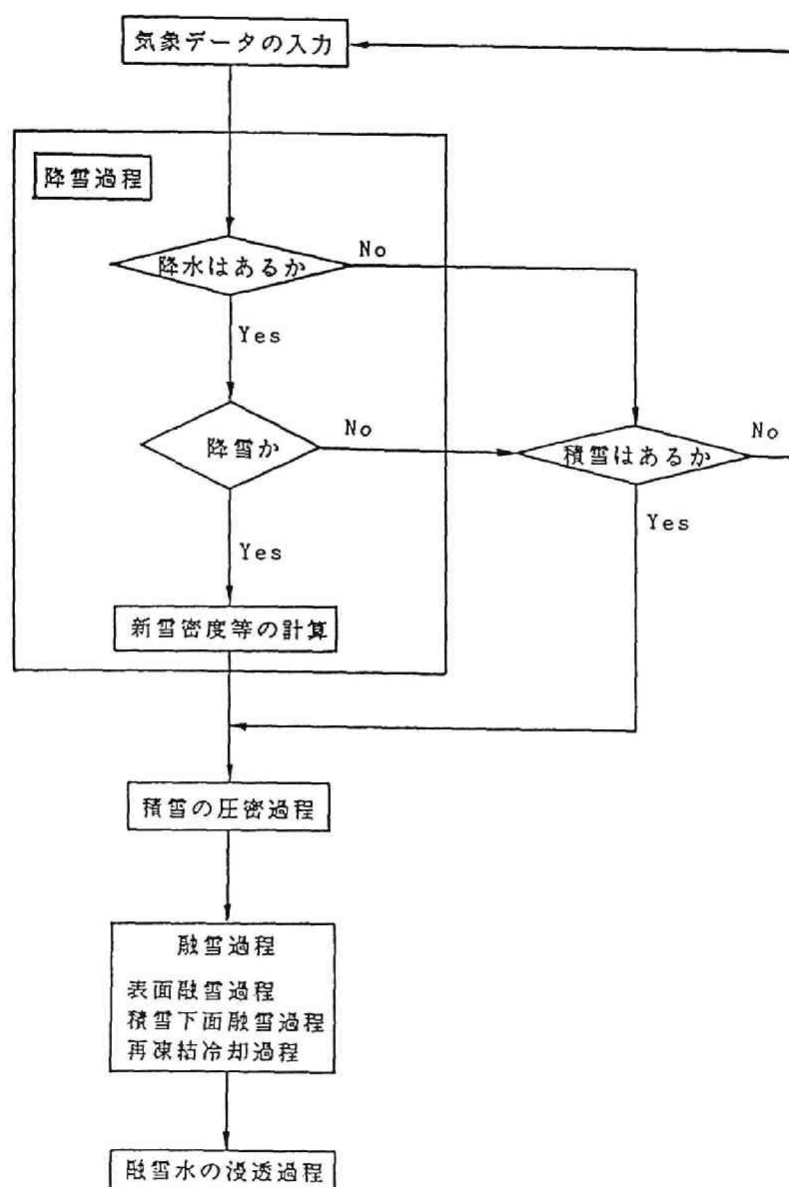 気象データの入力
降雪過程
降水はあるか
No
Yes
降雪か
No
積雪はあるか
No
Yes
Yes
新雪密度等の計算
積雪の圧密過程
融雪過程
表面融雪過程
積雪下面融雪過程
再凍枯冷却過程
融雪水の浸透過程